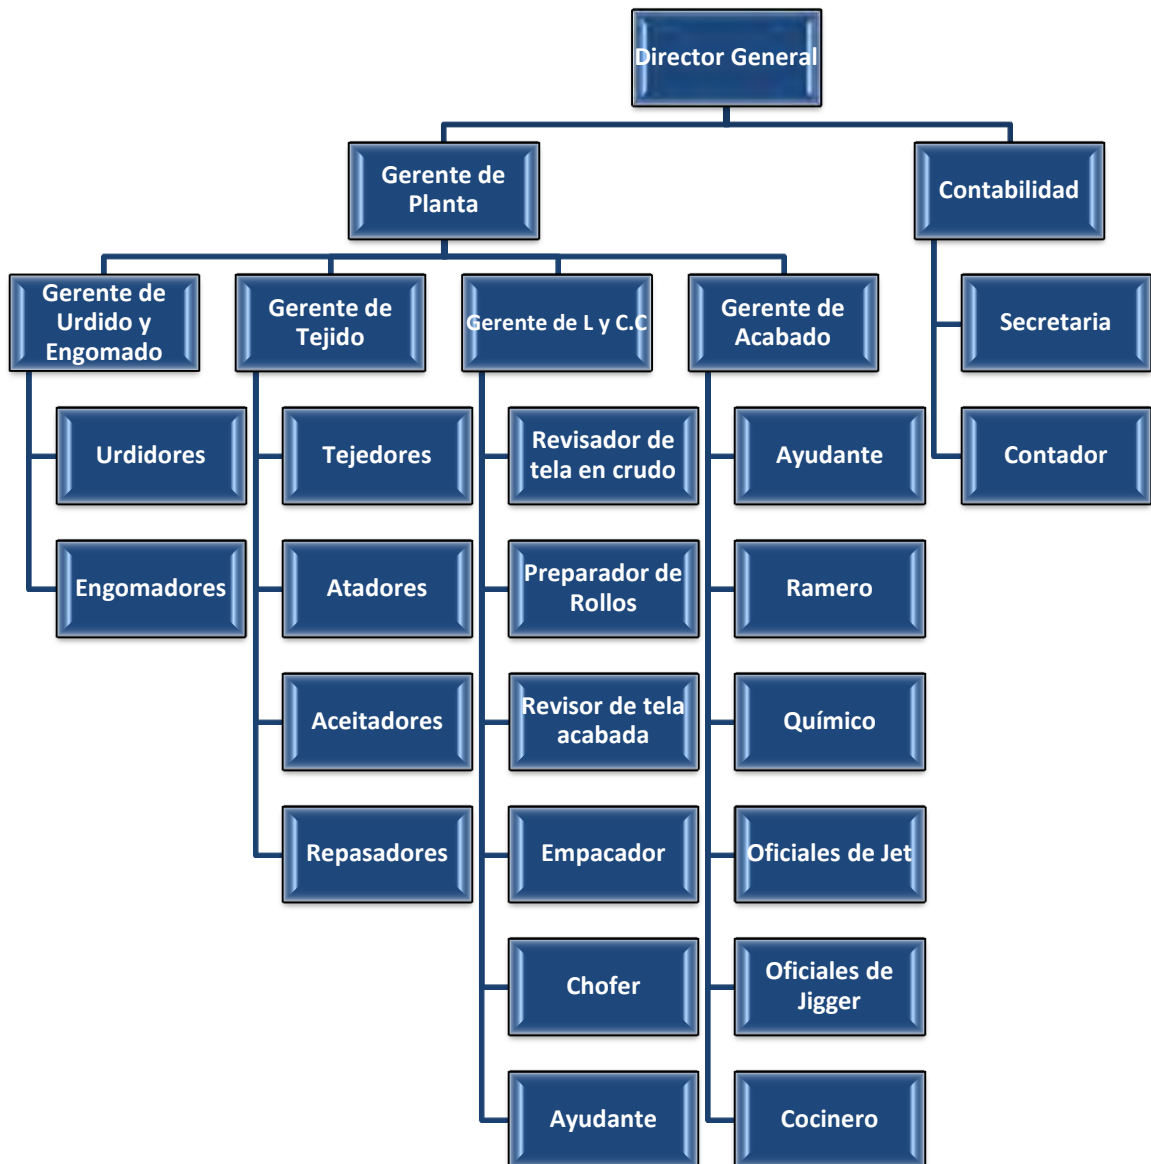 Director General
Gerente de
Planta
Contabilidad
Gerente de
Urdido y
Engomado
Gerente de
Tejido
Gerente de L y C.C
Gerente de
Acabado
Secretaria
Urdidores
Tejedores
Revisador de
tela en crudo
Ayudante
Contador
Engomadores
Atadores
Preparador de
Rollos
Ramero
Aceitadores
Revisor de tela
acabada
Químico
Repasadores
Empacador
Oficiales de Jet
Chofer
Oficiales de
Jigger
Ayudante
Cocinero